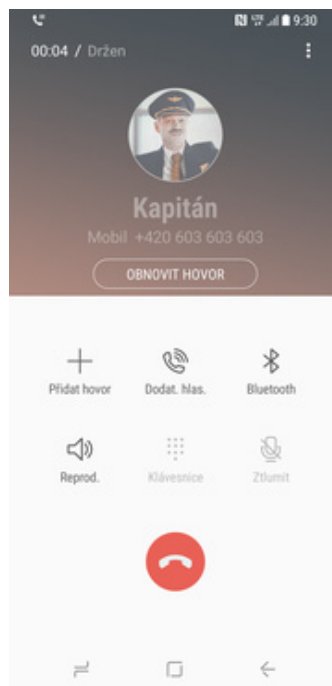 9:30
00:04 / Držen
Kapitán
Mobil +420 603 603 603
OBNOVIT HOVOR
Přidat hovor
Dodat. hlas.
Bluetooth
Reprod.
Klávesnice
Ztlumit